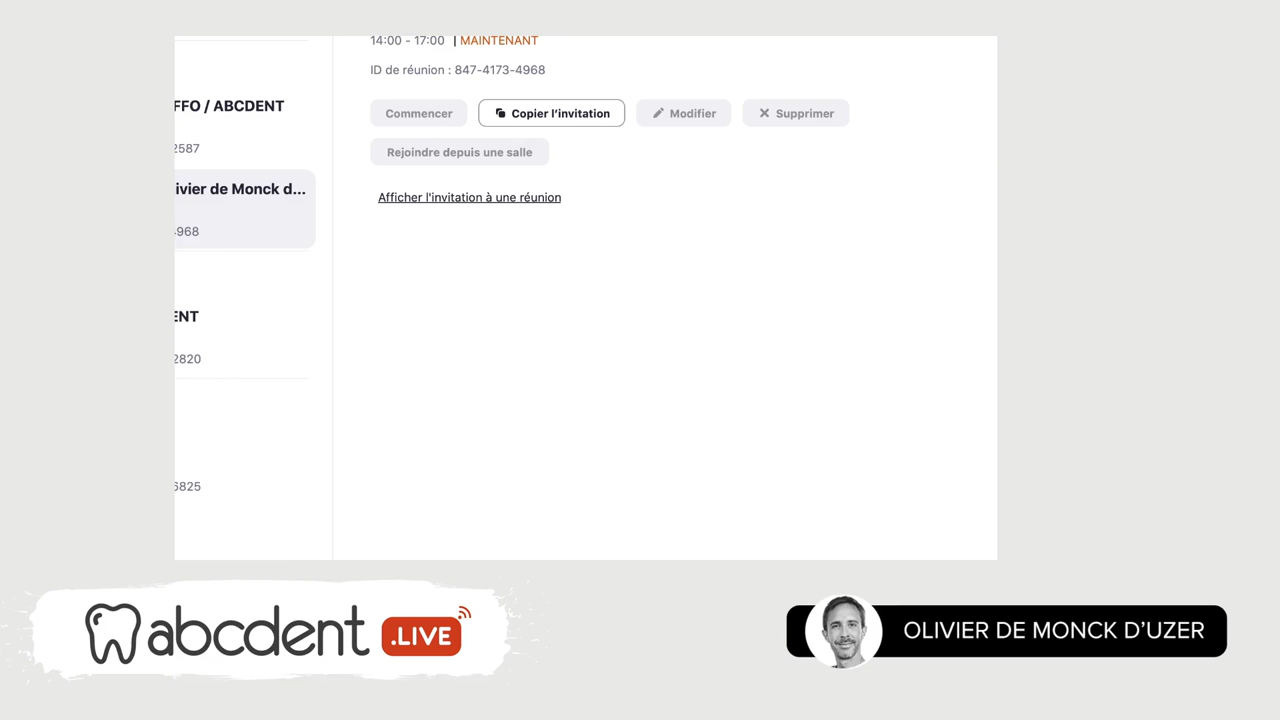 14:00 - 17:00 | MAINTENANT
ID de réunion : 847-4173-4968
Commencer
Copier l’invitation
Modifier
Supprimer
Rejoindre depuis une salle
Afficher l'invitation à une réunion
FFO / ABCDENT
2587
ivier de Monck d...
4968
ENT
2820
6825
abcdent .LIVE
OLIVIER DE MONCK D’UZER